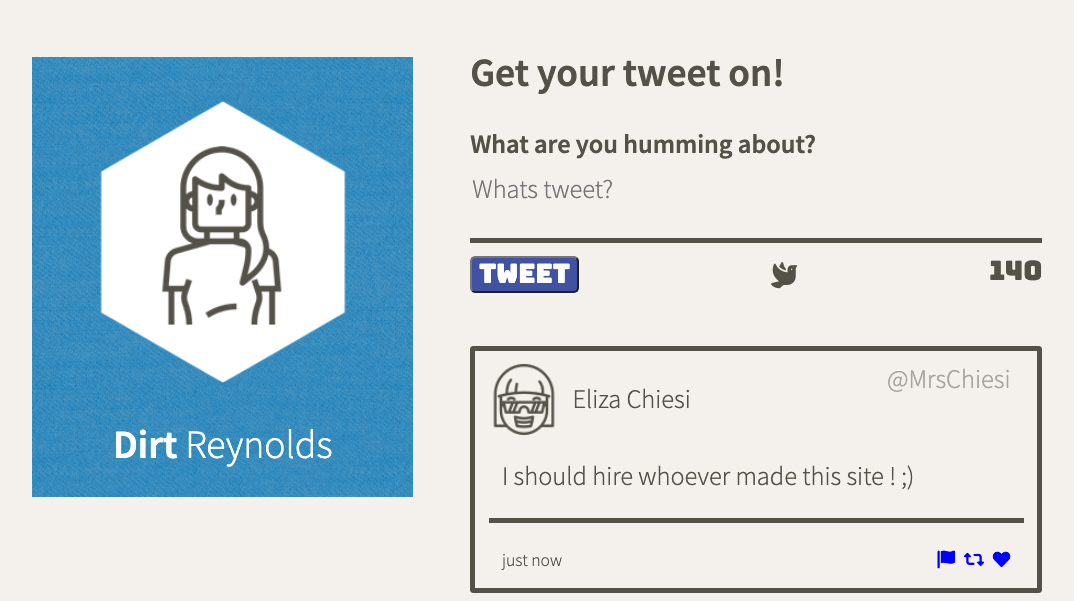 Dirt Reynolds
Get your tweet on!
What are you humming about?
Whats tweet?
TWEET
140
Eliza Chiesi
@MrsChiesi
I should hire whoever made this site ! ;)
just now